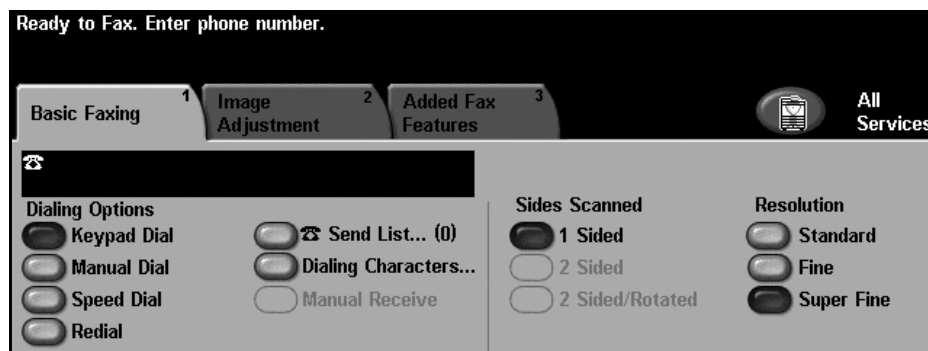 Ready to Fax. Enter phone number.
Basic Faxing 1
Image Adjustment 2
Added Fax Features 3
All Services
Dialing Options
Keypad Dial
Manual Dial
Speed Dial
Redial
Send List... (0)
Dialing Characters...
Manual Receive
Sides Scanned
1 Sided
2 Sided
2 Sided/Rotated
Resolution
Standard
Fine
Super Fine